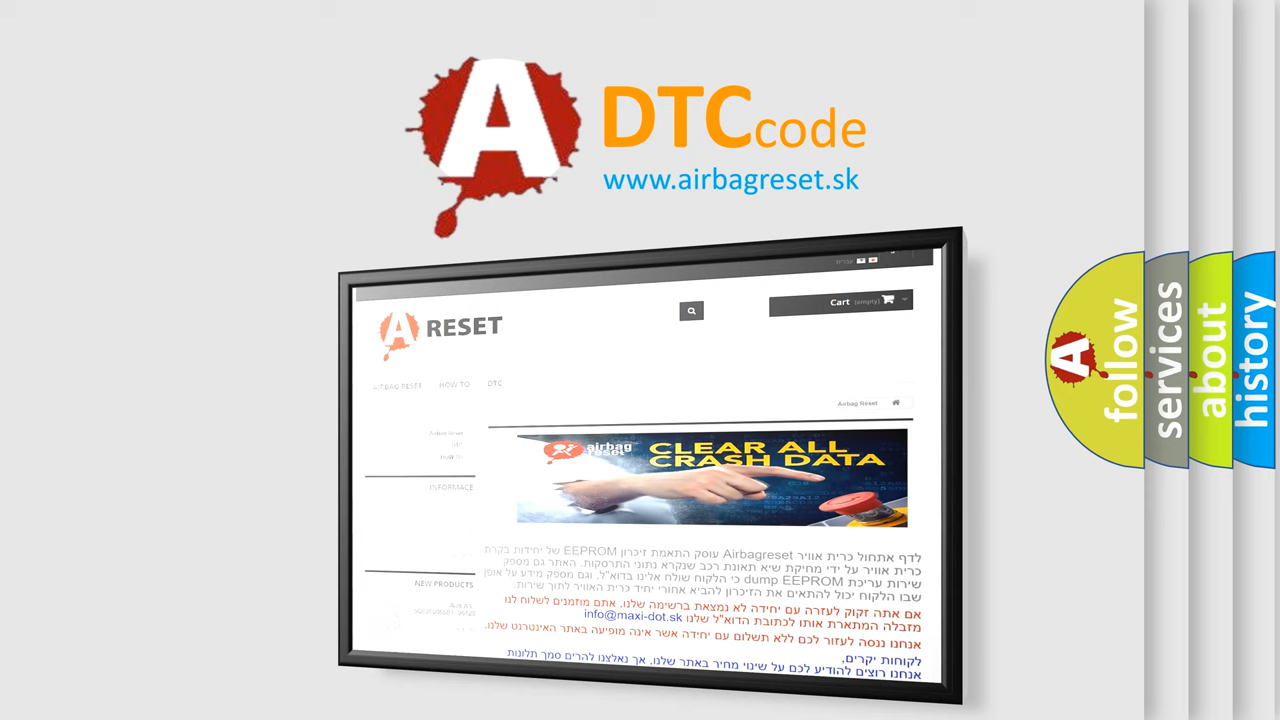 A DTC code
www.airbagreset.sk
עברית
Cart (empty)
A RESET
AIRBAG RESET HOW TO DTC
Airbag Reset
Airbag Reset
HOW TO
INFORMACE
NEW PRODUCTS
airbag reset
CLEAR ALL
CRASH DATA
לדף אתחול כרית אוויר Airbagreset עוסק התאמת זיכרון EEPROM של יחידות בקרת
כרית אוויר על ידי מחיקת שיא תאונת רכב שנקרא נתוני התרסקות. האתר גם מספק
שירות עריכת dump EEPROM כי הלקוח שולח אלינו בדוא"ל, וגם מספק מידע על אופן
שבו הלקוח יכול להתאים את הזיכרון להביא אחורי יחיד כרית האוויר לתוך שירות.
אם אתה זקוק לעזרה עם יחידה לא נמצאת ברשימה שלנו, אתם מוזמנים לשלוח לנו
מזבלה המתארת אותו לכתובת הדוא"ל שלנו info@maxi-dot.sk
אנחנו ננסה לעזור לכם ללא תשלום עם יחידה אשר אינה מופיעה באתר האינטרנט שלנו.
לקוחות יקרים,
אנחנו רוצים להודיע לכם על שינוי מחיר באתר שלנו, אך נאלצנו להרים סמך תלונות
A follow
services
about
history